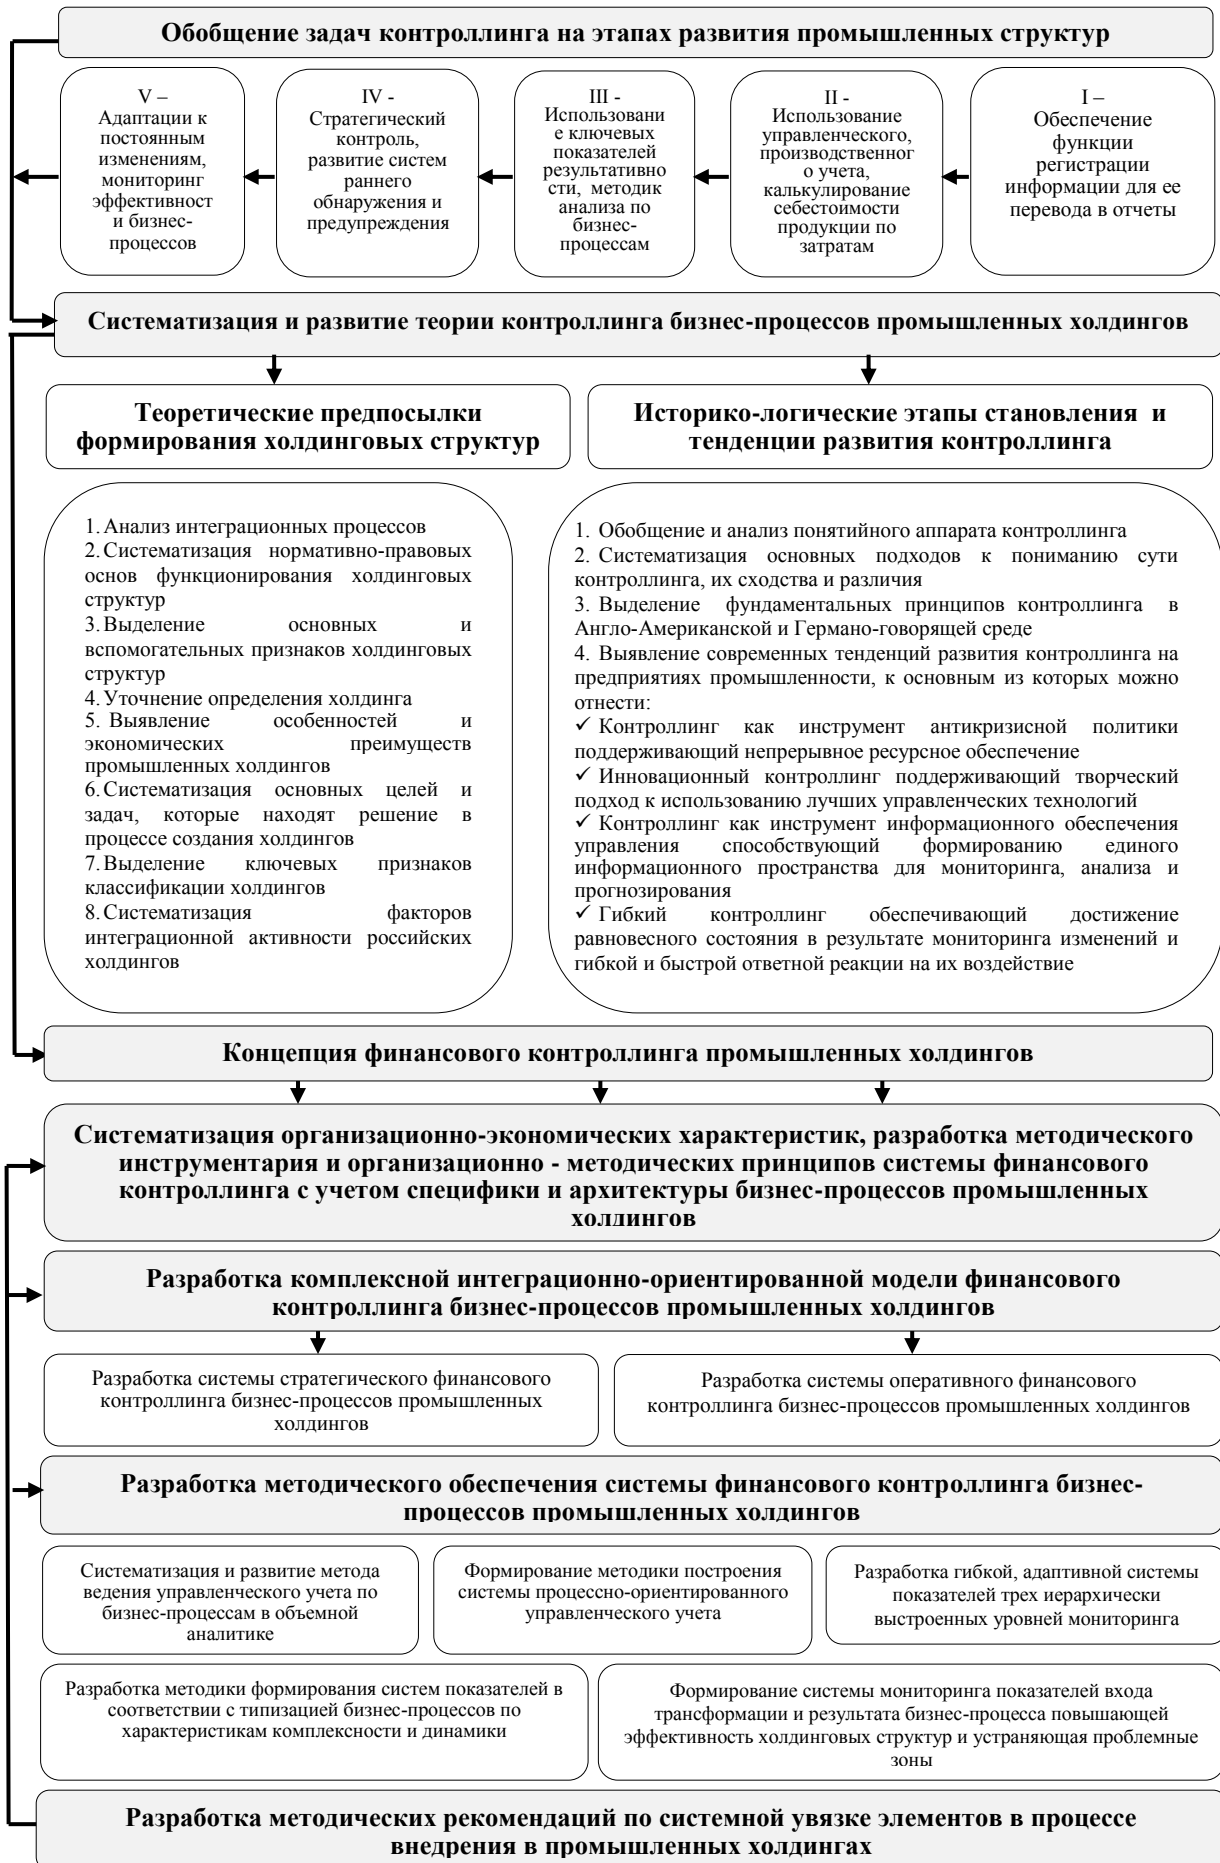 Обобщение задач контроллинга на этапах развития промышленных структур
V –
Адаптации к
постоянным
изменениям,
мониторинг
эффективност
и бизнес-
процессов
IV -
Стратегический
контроль,
развитие систем
раннего
обнаружения и
предупреждения
III -
Использовани
е ключевых
показателей
результативно
сти, методик
анализа по
бизнес-
процессам
II -
Использование
управленческого,
производственног
о учета,
калькулирование
себестоимости
продукции по
затратам
I –
Обеспечение
функции
регистрации
информации для ее
перевода в отчеты
Систематизация и развитие теории контроллинга бизнес-процессов промышленных холдингов
Теоретические предпосылки
формирования холдинговых структур
Историко-логические этапы становления и
тенденции развития контроллинга
1. Анализ интеграционных процессов
2. Систематизация нормативно-правовых
основ функционирования холдинговых
структур
3. Выделение основных и
вспомогательных признаков холдинговых
структур
4. Уточнение определения холдинга
5. Выявление особенностей и
экономических преимуществ
промышленных холдингов
6. Систематизация основных целей и
задач, которые находят решение в
процессе создания холдингов
7. Выделение ключевых признаков
классификации холдингов
8. Систематизация факторов
интеграционной активности российских
холдингов
1. Обобщение и анализ понятийного аппарата контроллинга
2. Систематизация основных подходов к пониманию сути
контроллинга, их сходства и различия
3. Выделение фундаментальных принципов контроллинга в
Англо-Американской и Германо-говорящей среде
4. Выявление современных тенденций развития контроллинга на
предприятиях промышленности, к основным из которых можно
отнести:
✓ Контроллинг как инструмент антикризисной политики
поддерживающий непрерывное ресурсное обеспечение
✓ Инновационный контроллинг поддерживающий творческий
подход к использованию лучших управленческих технологий
✓ Контроллинг как инструмент информационного обеспечения
управления способствующий формированию единого
информационного пространства для мониторинга, анализа и
прогнозирования
✓ Гибкий контроллинг обеспечивающий достижение
равновесного состояния в результате мониторинга изменений и
гибкой и быстрой ответной реакции на их воздействие
Концепция финансового контроллинга промышленных холдингов
Систематизация организационно-экономических характеристик, разработка методического
инструментария и организационно - методических принципов системы финансового
контроллинга с учетом специфики и архитектуры бизнес-процессов промышленных
холдингов
Разработка комплексной интеграционно-ориентированной модели финансового
контроллинга бизнес-процессов промышленных холдингов
Разработка системы стратегического финансового
контроллинга бизнес-процессов промышленных
холдингов
Разработка системы оперативного финансового
контроллинга бизнес-процессов промышленных холдингов
Разработка методического обеспечения системы финансового контроллинга бизнес-
процессов промышленных холдингов
Систематизация и развитие метода
ведения управленческого учета по
бизнес-процессам в объемной
аналитике
Формирование методики построения
системы процессно-ориентированного
управленческого учета
Разработка гибкой, адаптивной системы
показателей трех иерархически
выстроенных уровней мониторинга
Разработка методики формирования систем показателей в
соответствии с типизацией бизнес-процессов по
характеристикам комплексности и динамики
Формирование системы мониторинга показателей входа
трансформации и результата бизнес-процесса повышающей
эффективность холдинговых структур и устраняющая проблемные
зоны
Разработка методических рекомендаций по системной увязке элементов в процессе
внедрения в промышленных холдингах